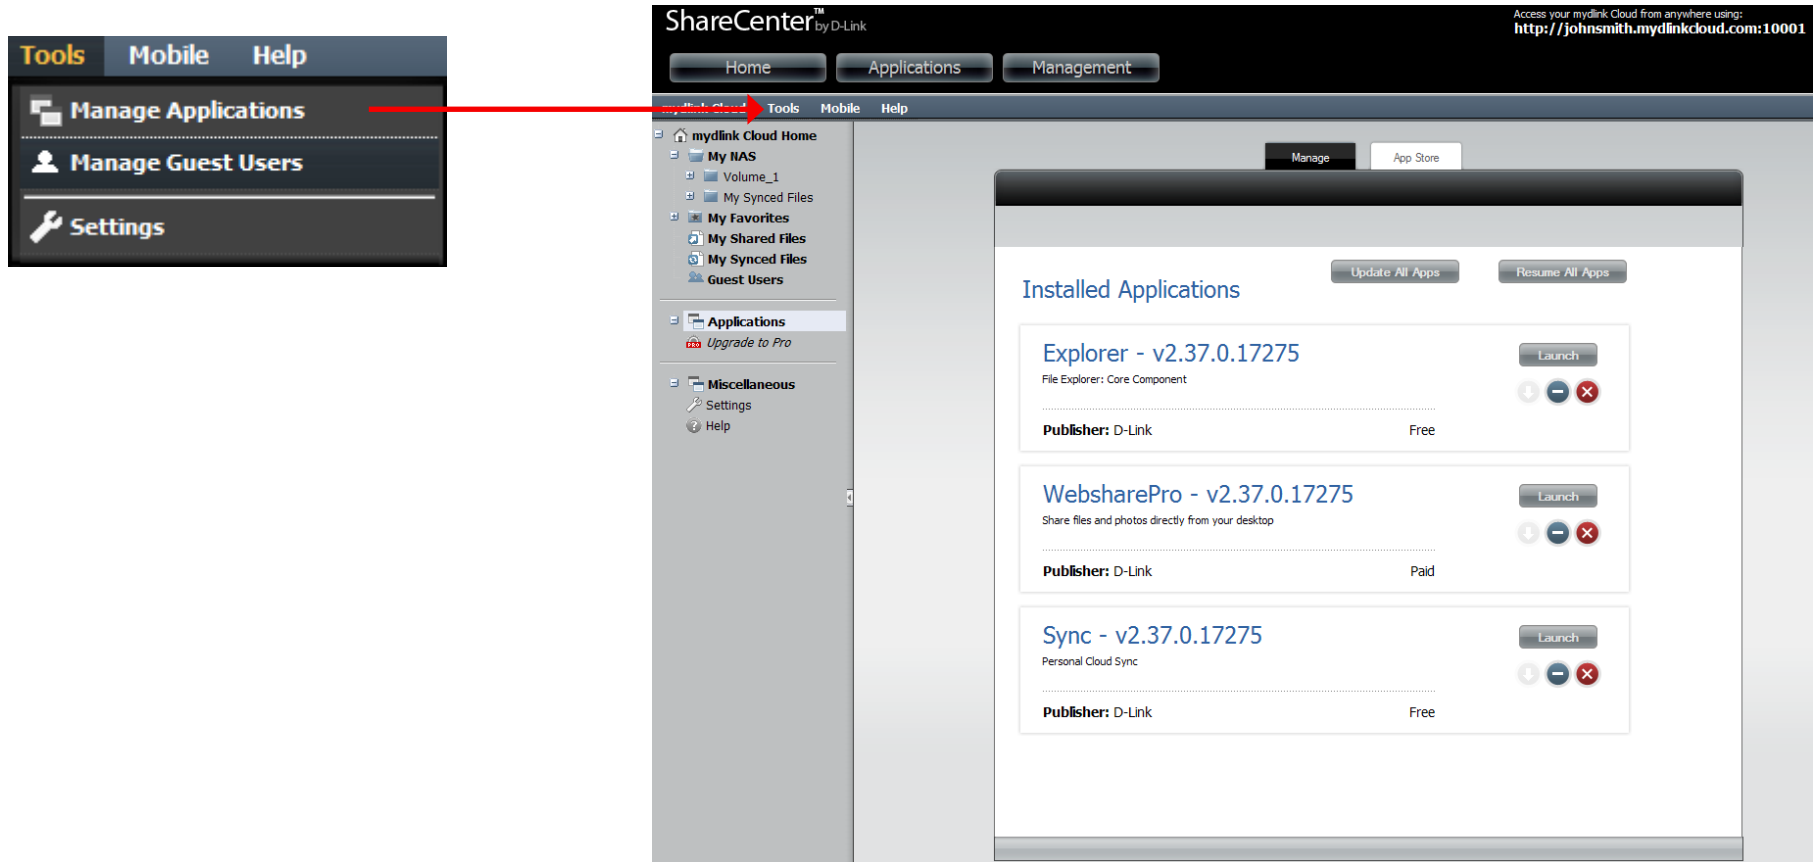 Tools Mobile Help
Manage Applications
Manage Guest Users
Settings
ShareCenter™ by D-Link
Access your mydlink Cloud from anywhere using:
http://johnsmith.mydlinkcloud.com:10001
Home Applications Management
mydlink Cloud Tools Mobile Help
mydlink Cloud Home
My NAS
Volume_1
My Synced Files
My Favorites
My Shared Files
My Synced Files
Guest Users
Applications
PRO Upgrade to Pro
Miscellaneous
Settings
Help
Manage App Store
Update All Apps Resume All Apps
Installed Applications
Explorer - v2.37.0.17275
Launch
File Explorer: Core Component
Publisher: D-Link Free
WebsharePro - v2.37.0.17275
Launch
Share files and photos directly from your desktop
Publisher: D-Link Paid
Sync - v2.37.0.17275
Launch
Personal Cloud Sync
Publisher: D-Link Free